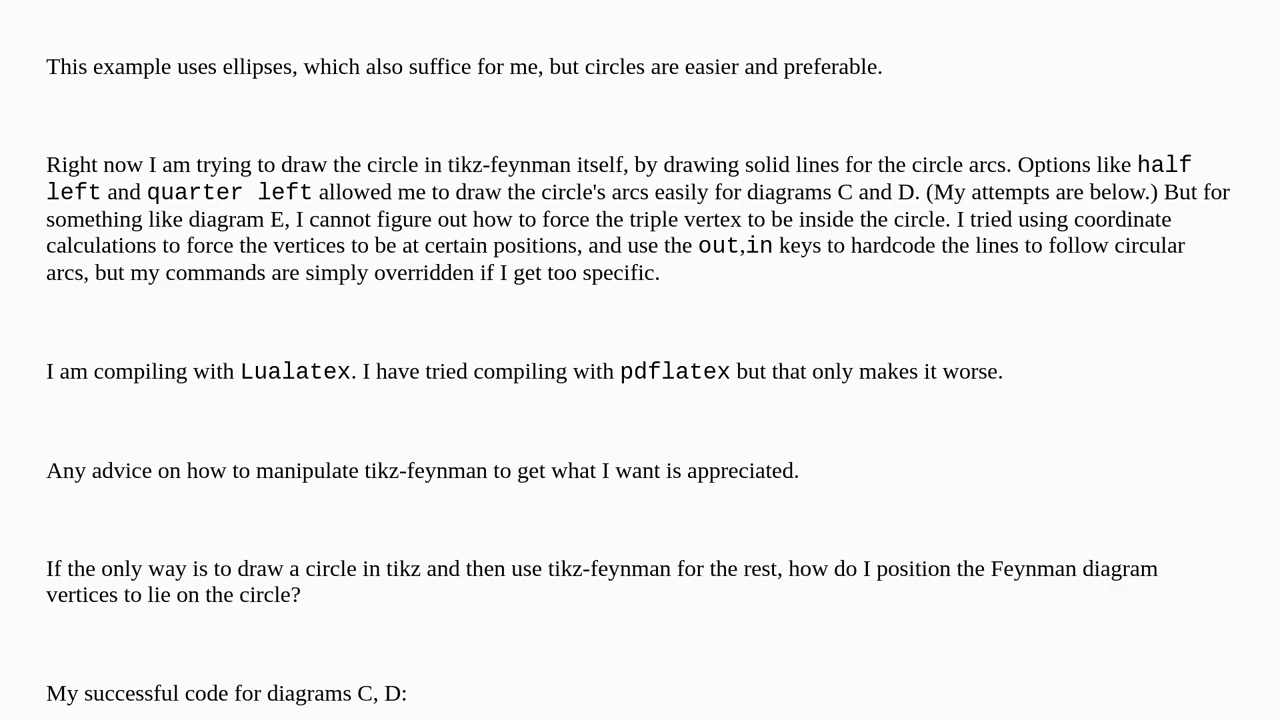 This example uses ellipses, which also suffice for me, but circles are easier and preferable.
Right now I am trying to draw the circle in tikz-feynman itself, by drawing solid lines for the circle arcs. Options like half
left and quarter left allowed me to draw the circle's arcs easily for diagrams C and D. (My attempts are below.) But for
something like diagram E, I cannot figure out how to force the triple vertex to be inside the circle. I tried using coordinate
calculations to force the vertices to be at certain positions, and use the out,in keys to hardcode the lines to follow circular
arcs, but my commands are simply overridden if I get too specific.
I am compiling with Lualatex. I have tried compiling with pdflatex but that only makes it worse.
Any advice on how to manipulate tikz-feynman to get what I want is appreciated.
If the only way is to draw a circle in tikz and then use tikz-feynman for the rest, how do I position the Feynman diagram
vertices to lie on the circle?
My successful code for diagrams C, D: